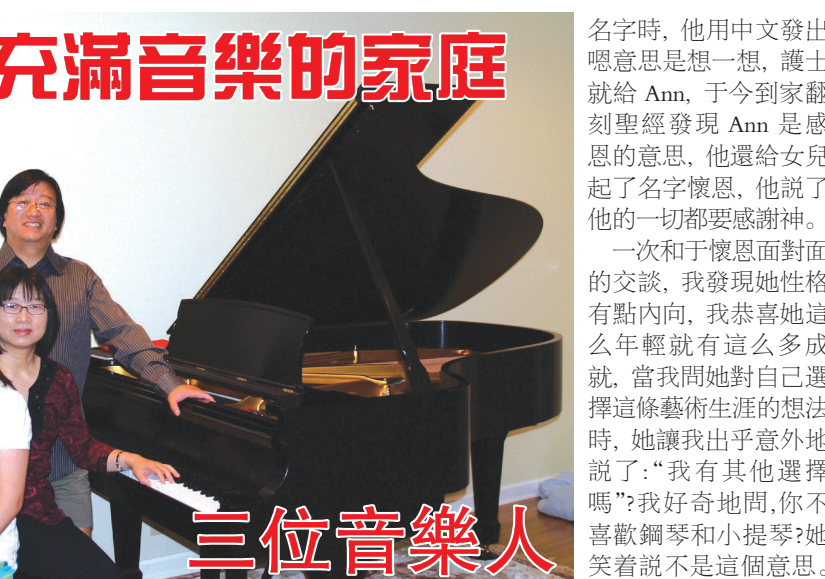 充滿音樂的家庭
三位音樂人
名字時, 他用中文發出
嗯意思是想一想, 護士
就給 Ann, 于今到家翻
刻聖經發現 Ann 是感
恩的意思, 他還給女兒
起了名字懷恩, 他説了
他的一切都要感謝神。
一次和于懷恩面對面
的交談, 我發現她性格
有點內向, 我恭喜她這
么年輕就有這么多成
就, 當我問她對自己選
擇這條藝術生涯的想法
時, 她讓我出乎意外地
説了:“我有其他選擇
嗎”?我好奇地問,你不
喜歡鋼琴和小提琴?她
笑着説不是這個意思。